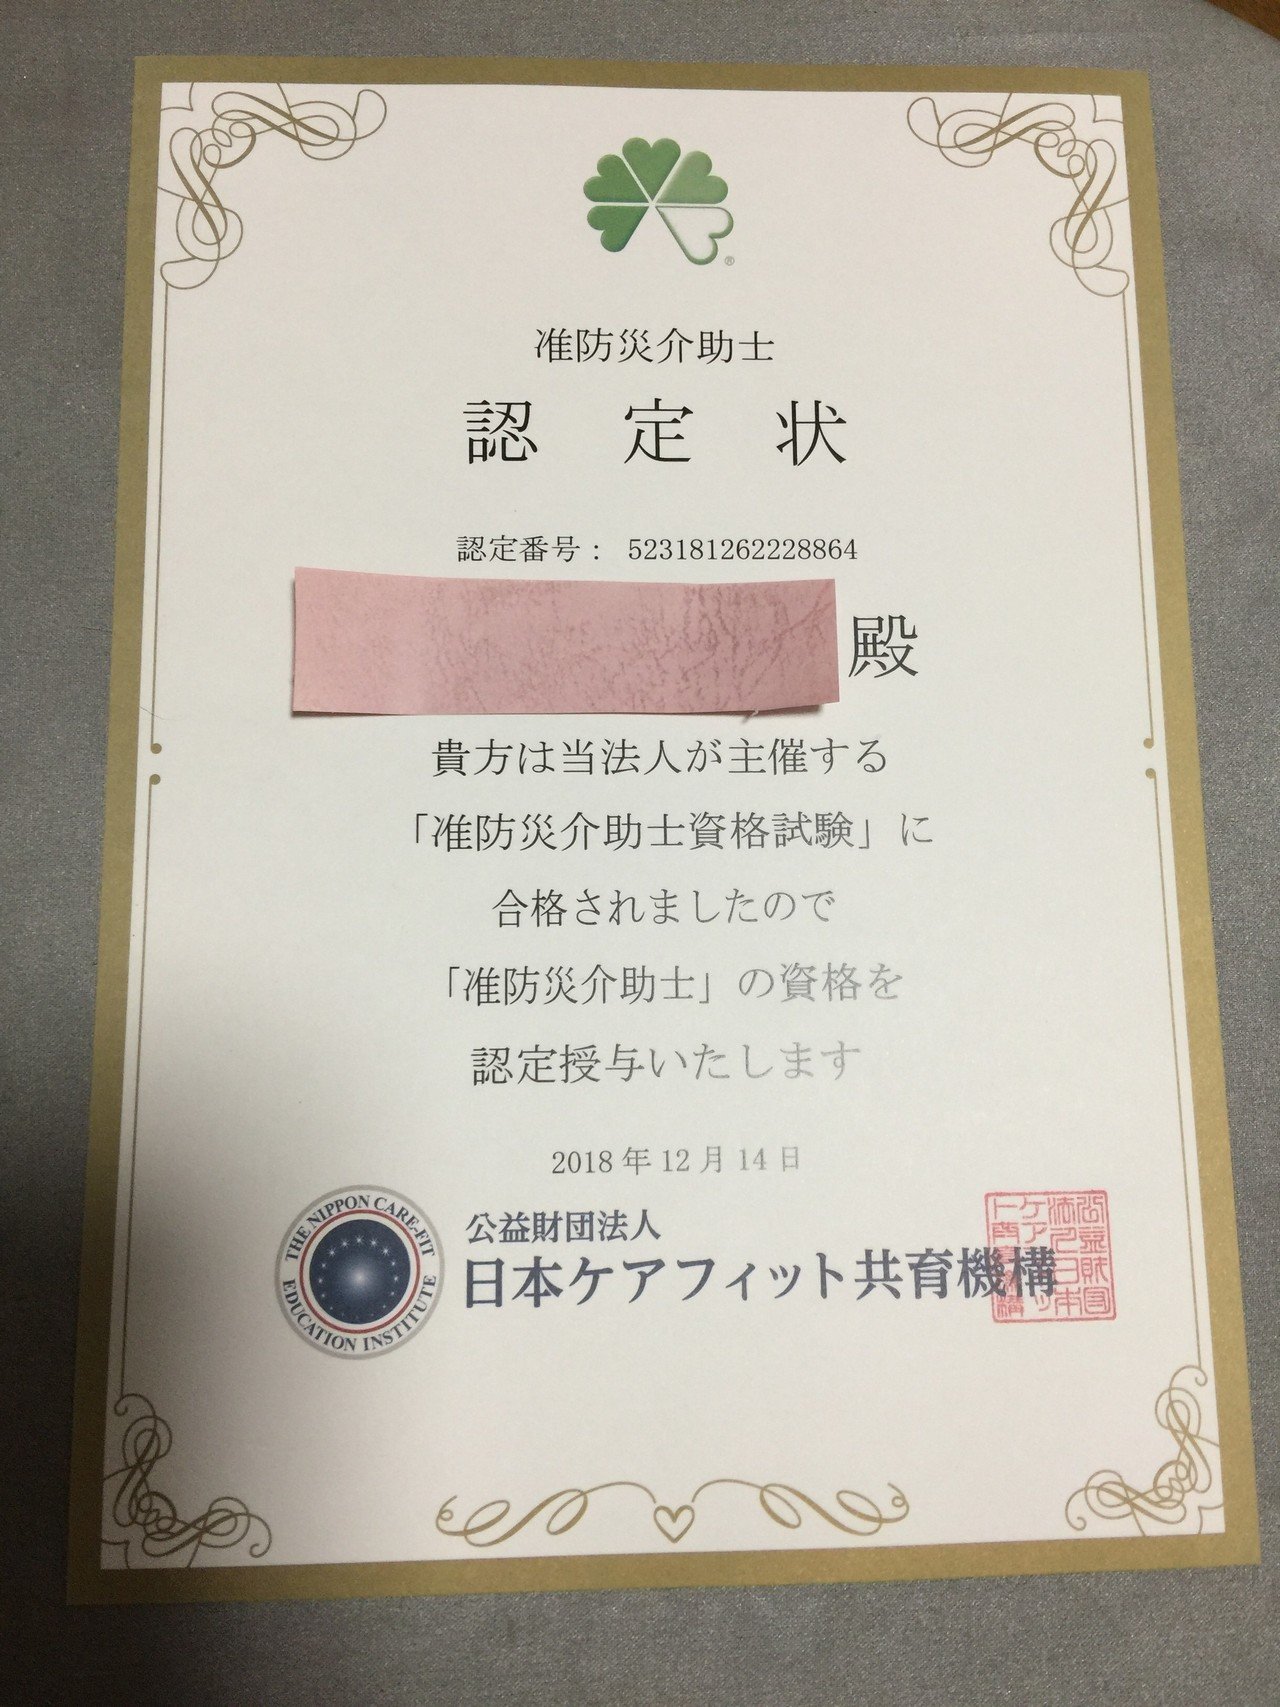 ®
准防災介助士
認定状
認定番号： 523181262228864
殿
貴方は当法人が主催する
「准防災介助士資格試験」に
合格されましたので
「准防災介助士」の資格を
認定授与いたします
2018年12月14日
THE NIPPON CARE-FIT
EDUCATION INSTITUTE
公益財団法人
日本ケアフィット共育機構